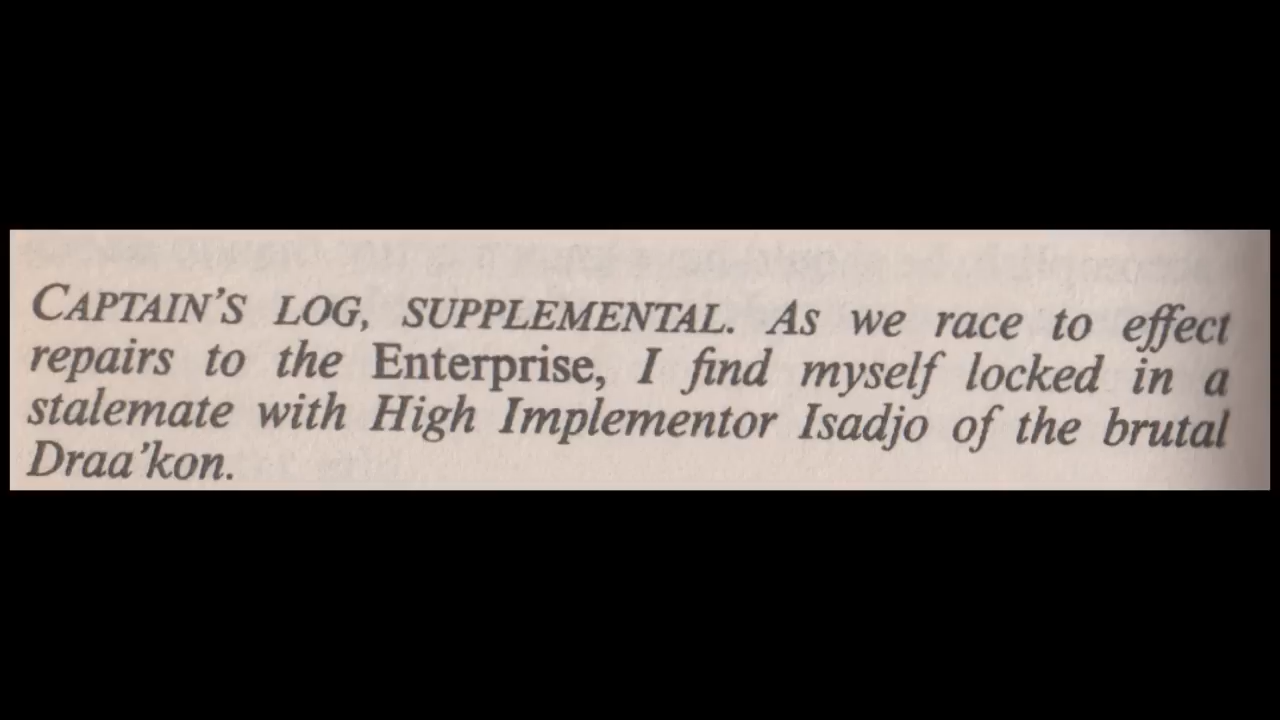 CAPTAIN'S LOG, SUPPLEMENTAL. As we race to effect
repairs to the Enterprise, I find myself locked in a
stalemate with High Implementor Isadjo of the brutal
Draa'kon.